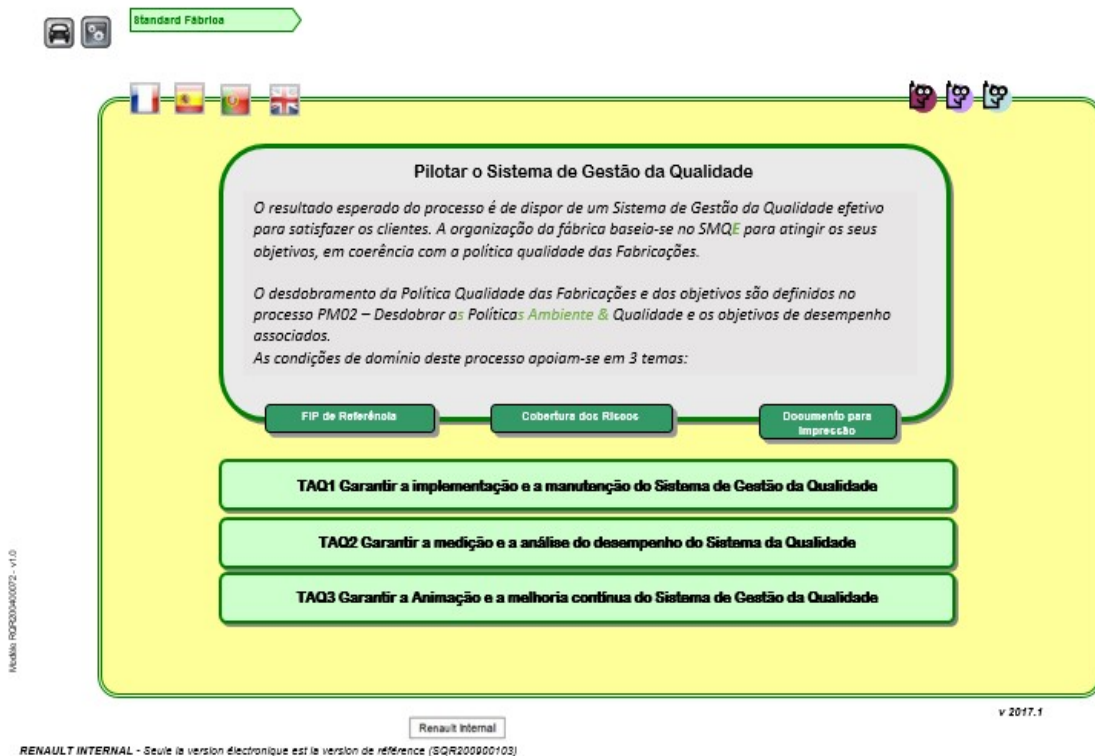 Standard Fábrica
Pilotar o Sistema de Gestão da Qualidade
O resultado esperado do processo é de dispor de um Sistema de Gestão da Qualidade efetivo
para satisfazer os clientes. A organização da fábrica baseia-se no SMQE para atingir os seus
objetivos, em coerência com a política qualidade das Fabricações.
O desdobramento da Política Qualidade das Fabricações e dos objetivos são definidos no
processo PM02 – Desdobrar as Políticas Ambiente & Qualidade e os objetivos de desempenho
associados.
As condições de domínio deste processo apoiam-se em 3 temas:
FIP de Referência
Cobertura dos Riscos
Documento para
Impressão
TAQ1 Garantir a implementação e a manutenção do Sistema de Gestão da Qualidade
TAQ2 Garantir a medição e a análise do desempenho do Sistema da Qualidade
TAQ3 Garantir a Animação e a melhoria contínua do Sistema de Gestão da Qualidade
Modèle RQR200400072 - v1.0
v 2017.1
Renault Internal
RENAULT INTERNAL - Seule la version électronique est la version de référence (SQR200900103)